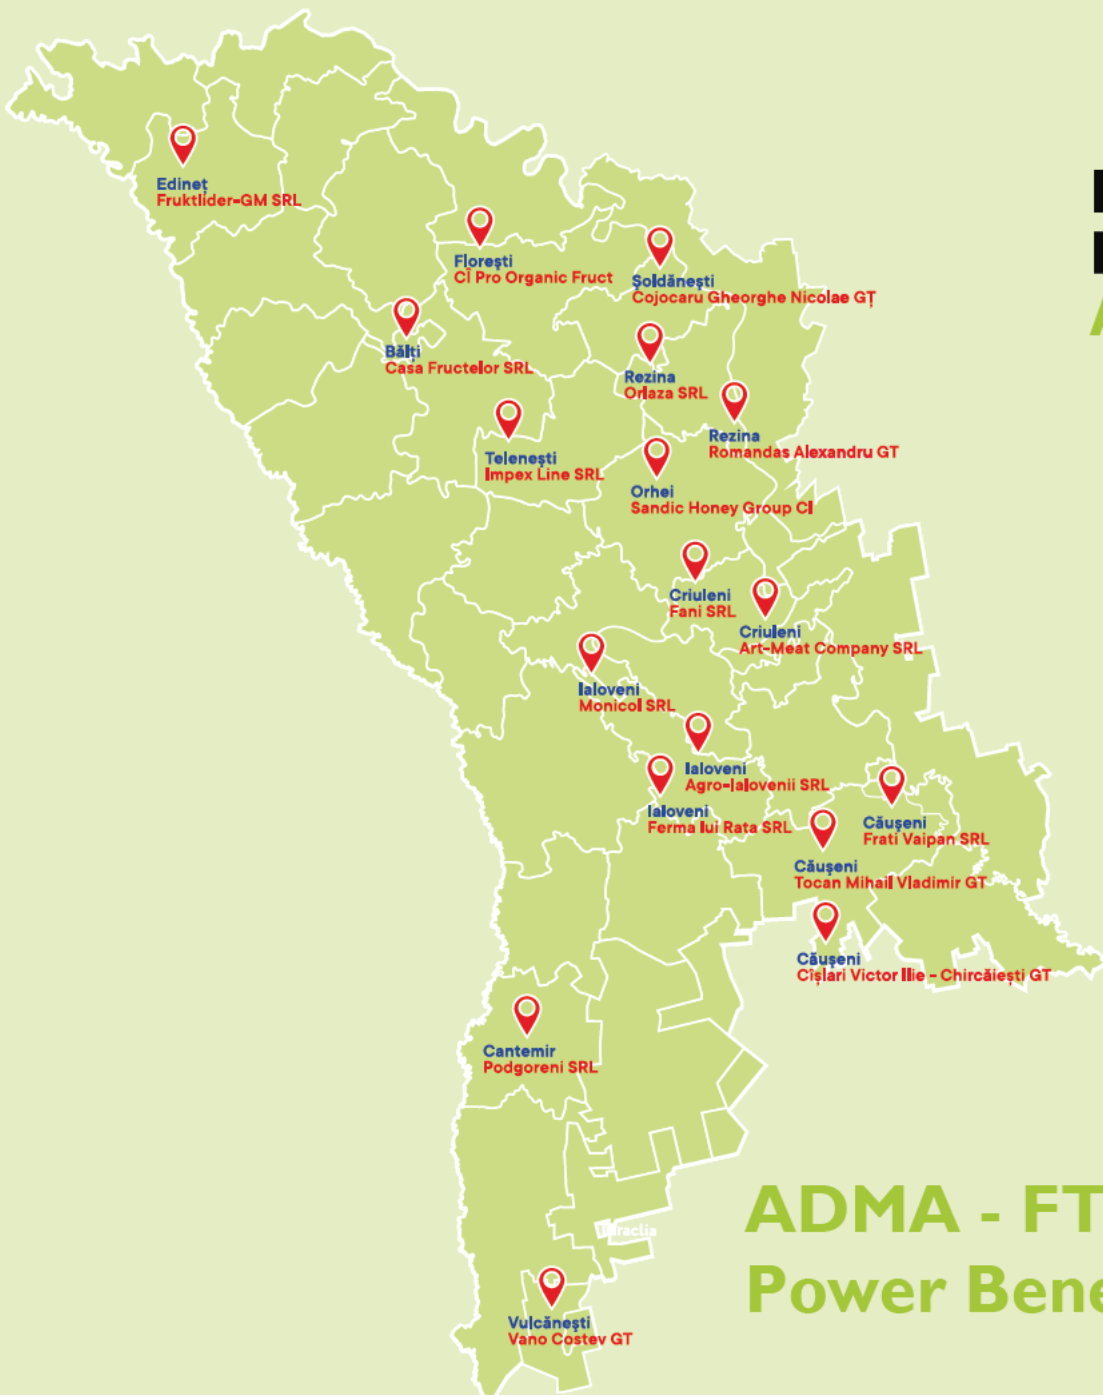 Edineț
Fruktlider-GM SRL
Florești
CÎ Pro Organic Fruct
Șoldănești
Cojocaru Gheorghe Nicolae GȚ
Bălți
Casa Fructelor SRL
Rezina
Orlaza SRL
Rezina
Romandas Alexandru GT
Telenești
Impex Line SRL
Orhei
Sandic Honey Group CI
Criuleni
Fani SRL
Criuleni
Art-Meat Company SRL
Ialoveni
Monicol SRL
Ialoveni
Agro-Ialovenii SRL
Ialoveni
Ferma lui Rata SRL
Căușeni
Frati Vaipan SRL
Căușeni
Tocan Mihail Vladimir GT
Căușeni
Cîșlari Victor Ilie - Chircăiești GT
Cantemir
Podgoreni SRL
ADMA - FT
Power Bene
Vulcănești
Vano Costev GT